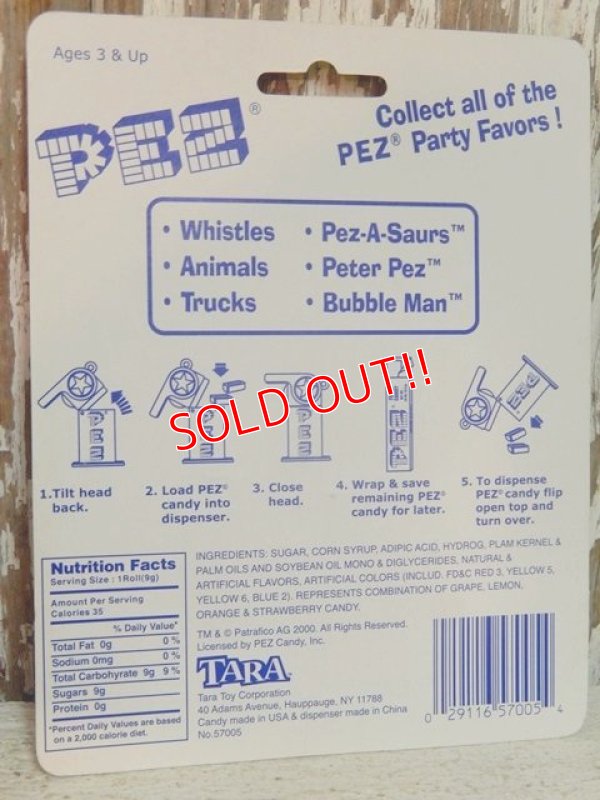 Ages 3 & Up
PEZ®
Collect all of the
PEZ® Party Favors !
• Whistles
• Animals
• Trucks
• Pez-A-Saurs™
• Peter Pez™
• Bubble Man™
SOLD OUT!!
PEZ
PEZ
PEZ
PEZ
PEZ
1.Tilt head
back.
2. Load PEZ®
candy into
dispenser.
3. Close
head.
4. Wrap & save
remaining PEZ®
candy for later.
5. To dispense
PEZ® candy flip
open top and
turn over.
Nutrition Facts
Serving Size : 1Roll(9g)
Amount Per Serving
Calories 35
% Daily Value*
Total Fat 0g 0%
Sodium 0mg 0%
Total Carbohyrate 9g 9%
Sugars 9g
Protein 0g
*Percent Daily Values are based
on a 2,000 calorie diet.
INGREDIENTS: SUGAR, CORN SYRUP, ADIPIC ACID, HYDROG, PLAM KERNEL &
PALM OILS AND SOYBEAN OIL MONO & DIGLYCERIDES, NATURAL &
ARTIFICIAL FLAVORS, ARTIFICIAL COLORS (INCLUD. FD&C RED 3, YELLOW 5,
YELLOW 6, BLUE 2). REPRESENTS COMBINATION OF GRAPE, LEMON,
ORANGE & STRAWBERRY CANDY.
TM & © Patrafico AG 2000. All Rights Reserved.
Licensed by PEZ Candy, Inc.
TARA
Tara Toy Corporation
40 Adams Avenue, Hauppauge, NY 11788
Candy made in USA & dispenser made in China
No.57005
0 29116 57005 4